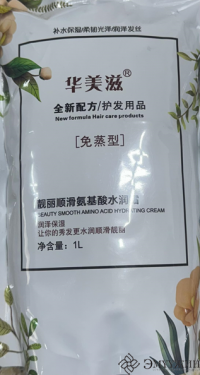 补水保湿/柔韧光泽/润泽发丝
华美滋®
全新配方/护发用品
New formula Hair care products
[免蒸型]
靓丽顺滑氨基酸水润霜
BEAUTY SMOOTH AMINO ACID HYDRATING CREAM
润泽保湿
让你的秀发更水润顺滑靓丽
净含量：1L